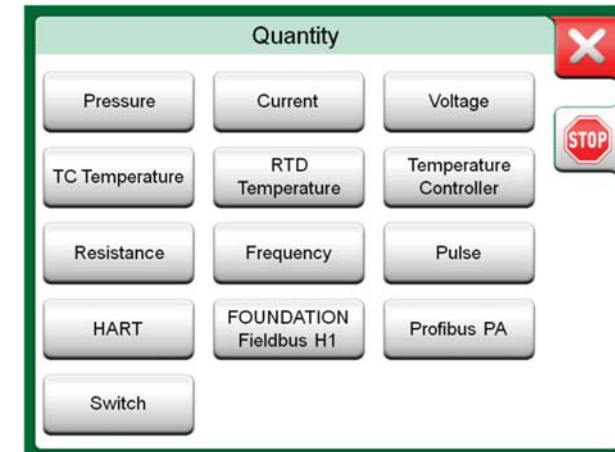 Quantity
Pressure
Current
Voltage
STOP
TC Temperature
RTD
Temperature
Temperature
Controller
Resistance
Frequency
Pulse
HART
FOUNDATION
Fieldbus H1
Profibus PA
Switch